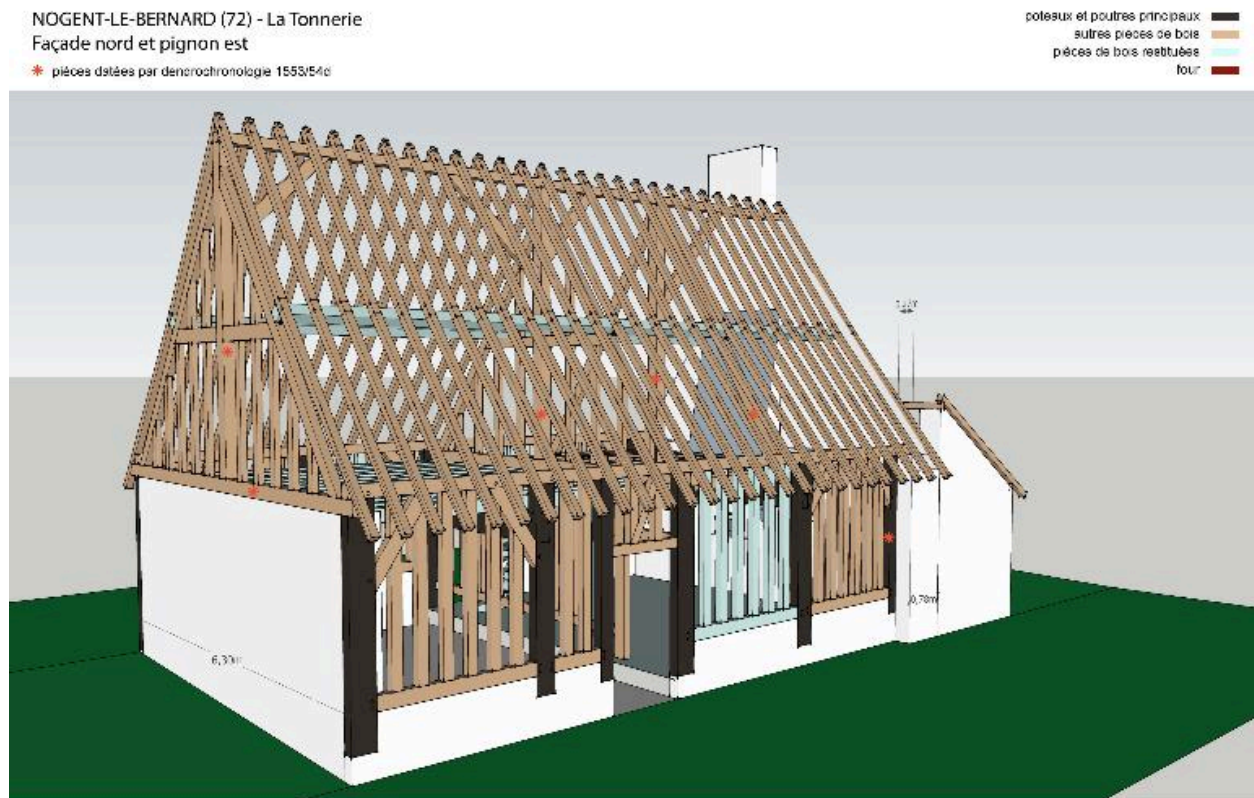 NOGENT-LE-BERNARD (72) - La Tonnerie
Façade nord et pignon est
* pièces datées par dendrochronologie 1553/54d
poteaux et poutres principaux
autres pièces de bois
pièces de bois restituées
four
6,30m
0,78m